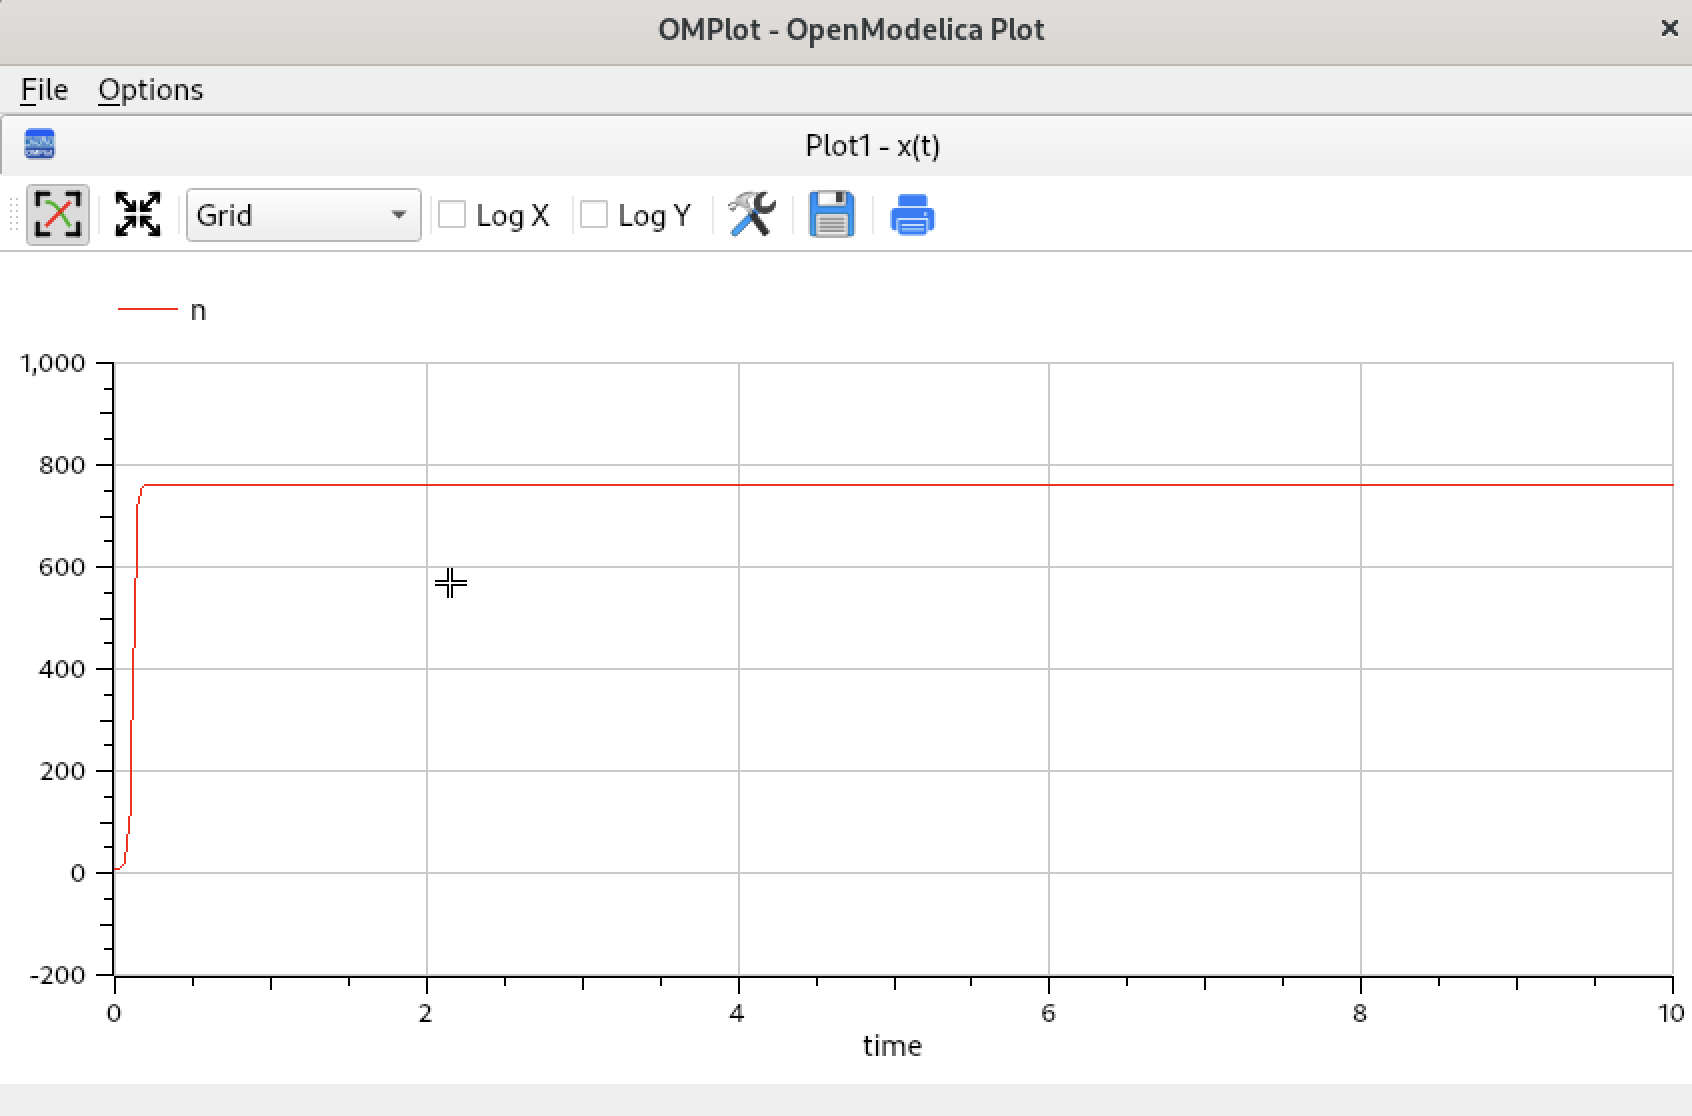 OMPlot - OpenModelica Plot
File Options
Plot1 - x(t)
Grid Log X Log Y
n
1,000
800
600
400
200
0
-200
0 2 4 6 8 10
time